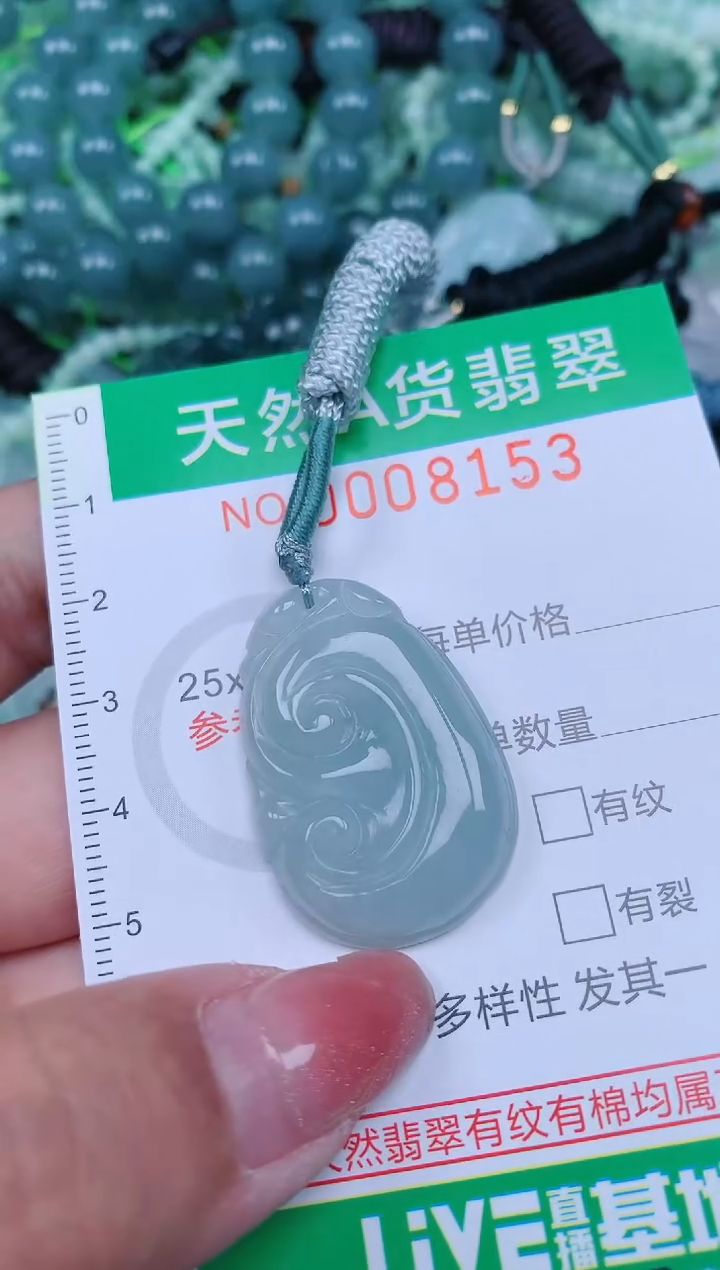 天然A货翡翠
NO 0008153
0
1
2
3
4
5
25x
参考
每单价格
单数量
有纹
有裂
多样性 发其一
天然翡翠有纹有棉均属
LiVE直播基地